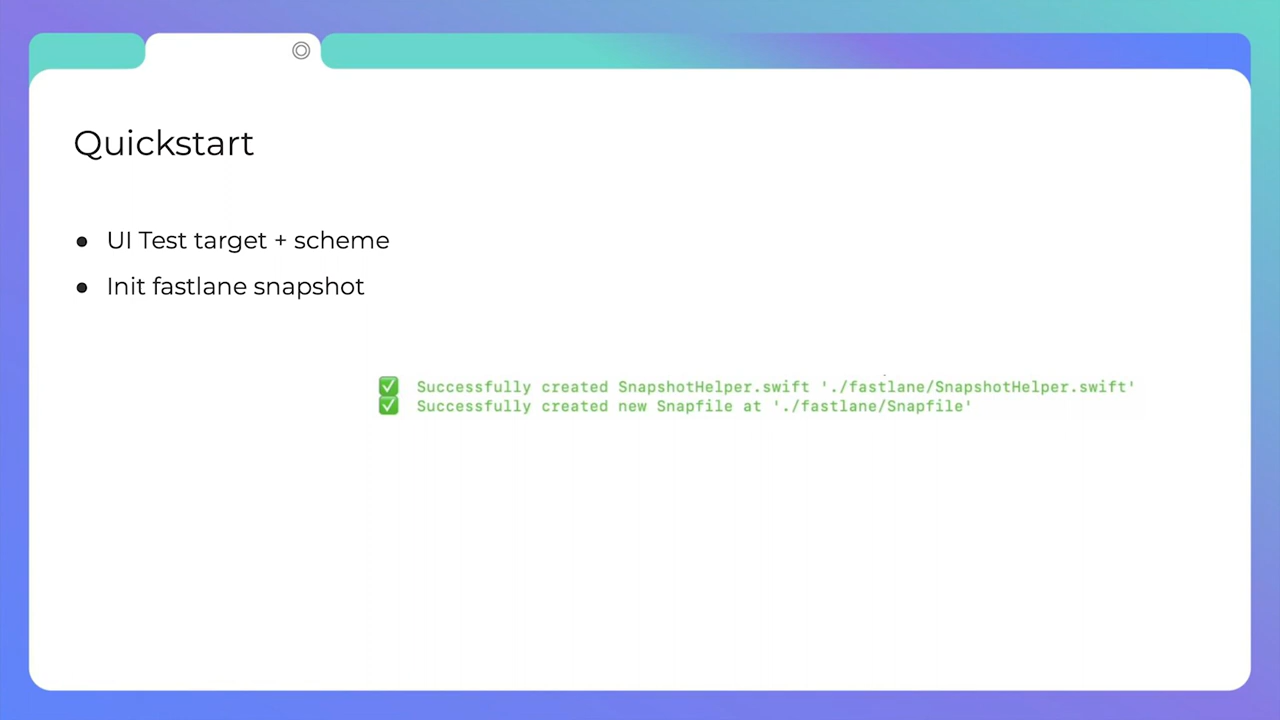 Quickstart
● UI Test target + scheme
● Init fastlane snapshot
✅ Successfully created SnapshotHelper.swift './fastlane/SnapshotHelper.swift'
✅ Successfully created new Snapfile at './fastlane/Snapfile'